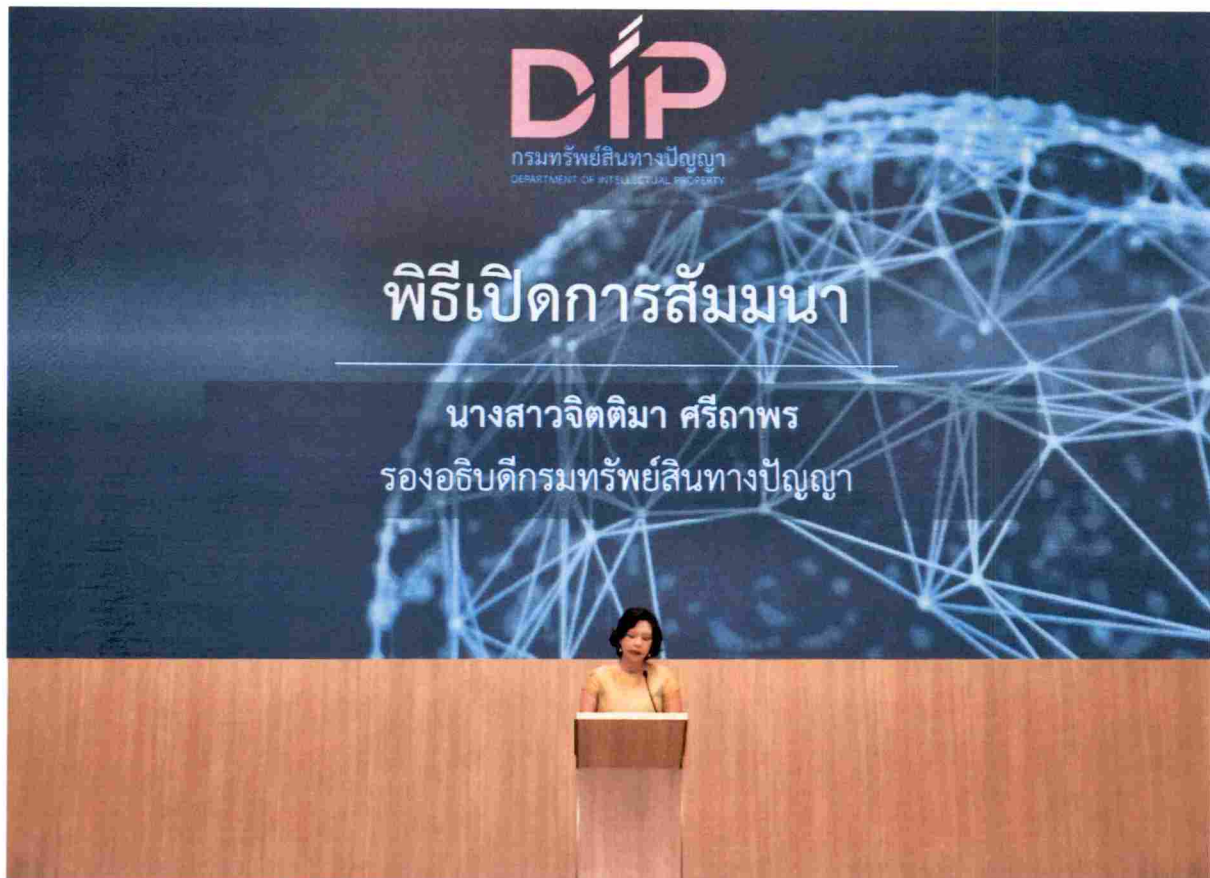 DIP
กรมทรัพย์สินทางปัญญา
DEPARTMENT OF INTELLECTUAL PROPERTY
พิธีเปิดการสัมมนา
นางสาวจิตติมา ศรีถาพร
รองอธิบดีกรมทรัพย์สินทางปัญญา